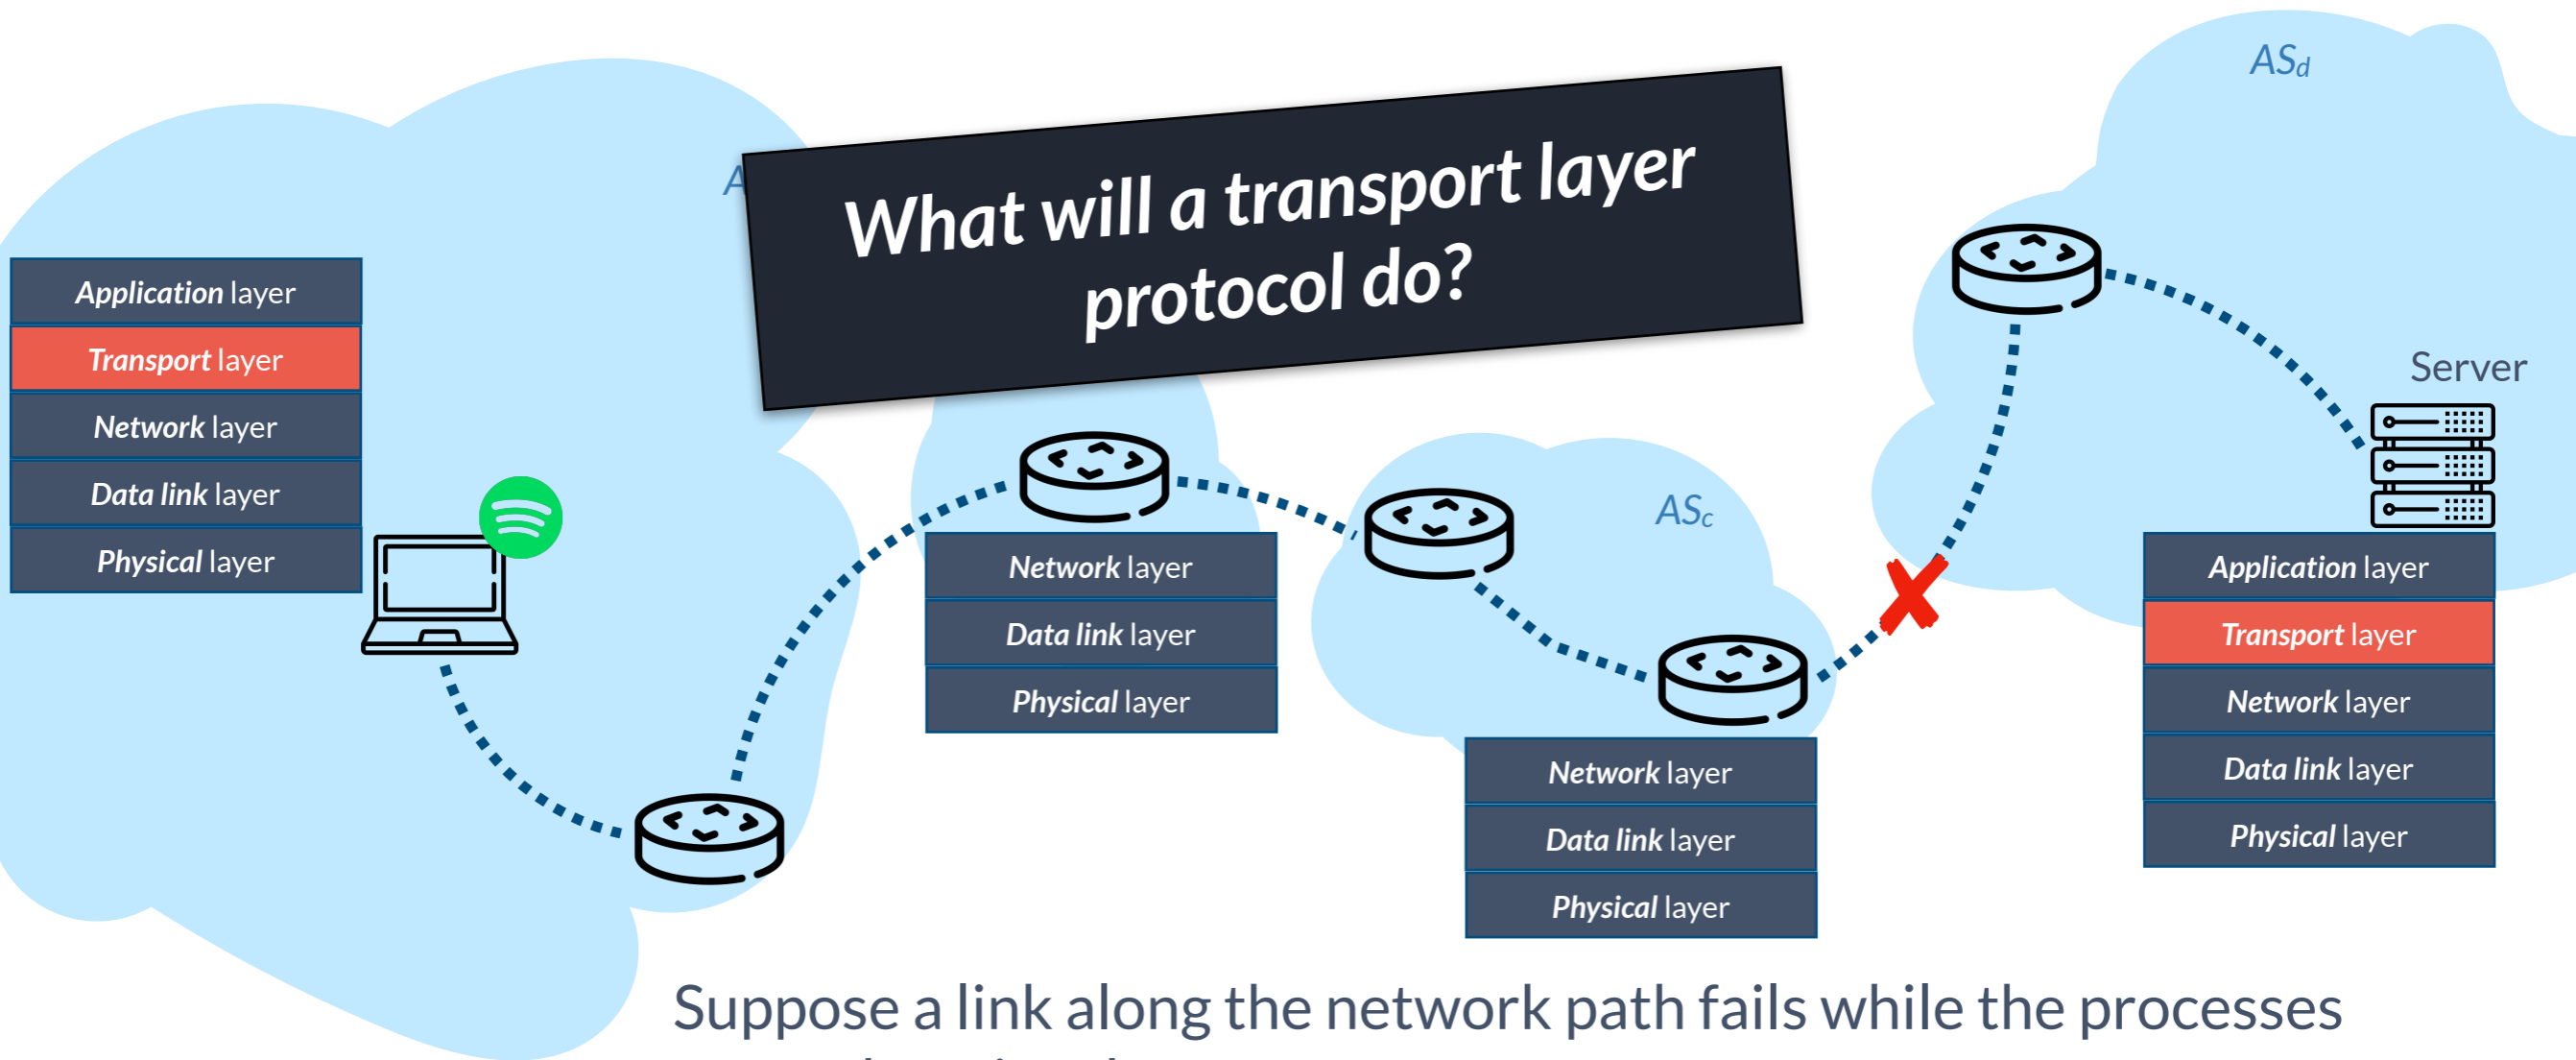 AS
d
What will a transport layer
protocol do?
A
Application layer
Transport layer
Network layer
Data link layer
Physical layer
Server
ASc
Network layer
Data link layer
Physical layer
Network layer
Data link layer
Physical layer
Application layer
Transport layer
Network layer
Data link layer
Physical layer
Suppose a link along the network path fails while the processes